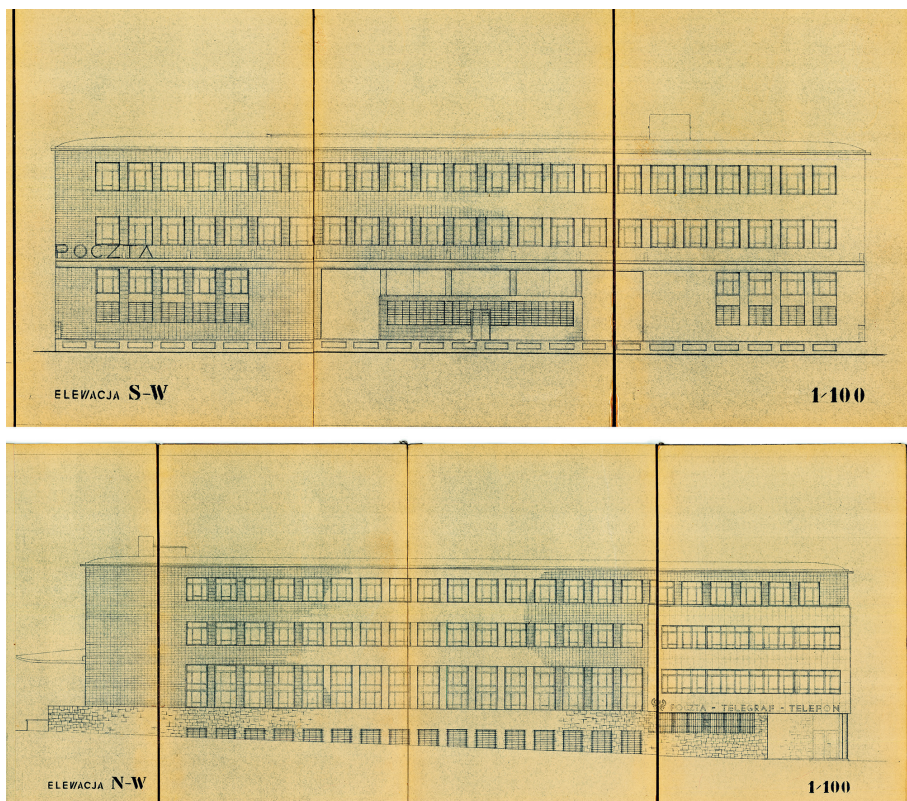 POCZTA
ELEWACJA S-W
1/100
POCZTA - TELEGRAF - TELEFON
ELEWACJA N-W
1/100